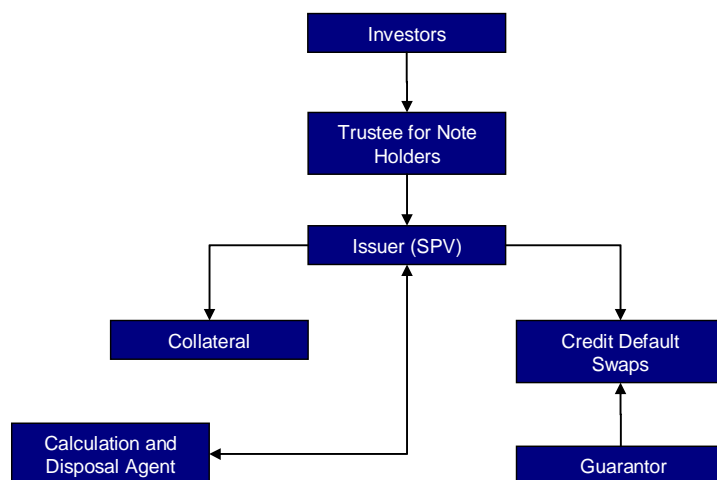 Investors
Trustee for Note
Holders
Issuer (SPV)
Collateral
Credit Default
Swaps
Calculation and
Disposal Agent
Guarantor